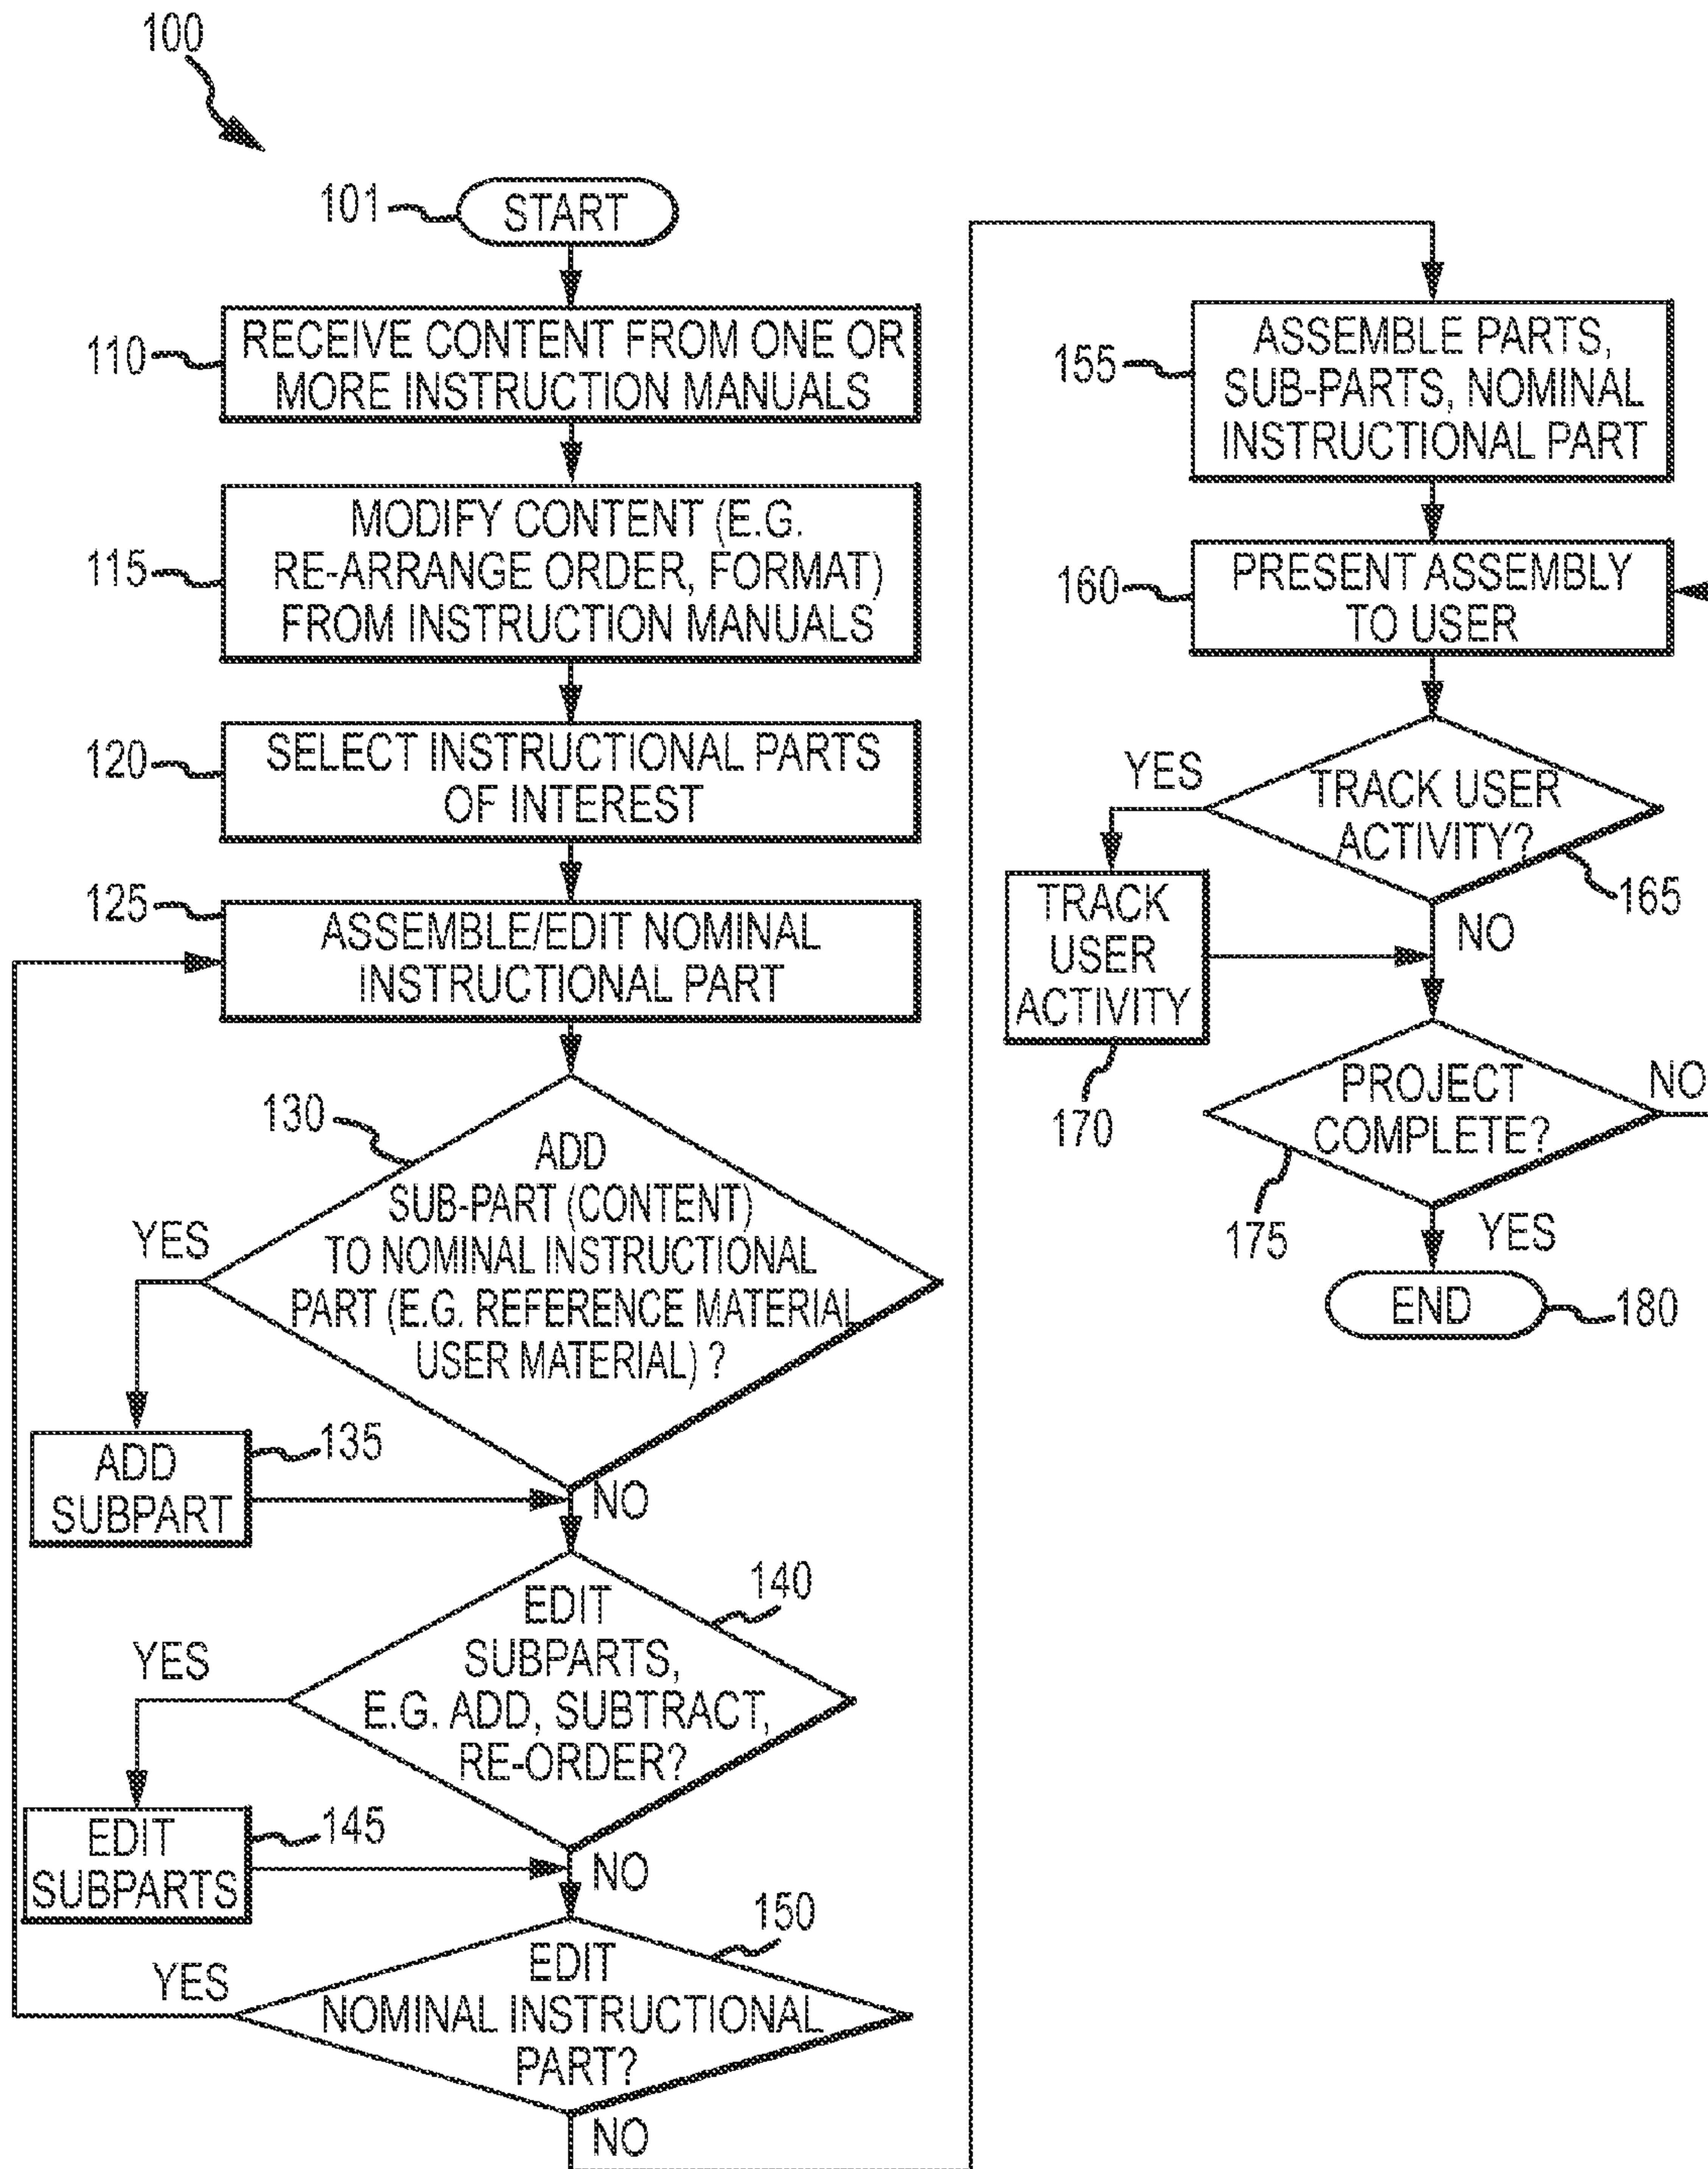 100
101
START
110
RECEIVE CONTENT FROM ONE OR
MORE INSTRUCTION MANUALS
115
MODIFY CONTENT (E.G.
RE-ARRANGE ORDER, FORMAT)
FROM INSTRUCTION MANUALS
120
SELECT INSTRUCTIONAL PARTS
OF INTEREST
125
ASSEMBLE/EDIT NOMINAL
INSTRUCTIONAL PART
130
ADD
SUB-PART (CONTENT)
TO NOMINAL INSTRUCTIONAL
PART (E.G. REFERENCE MATERIAL
USER MATERIAL) ?
YES
135
ADD
SUBPART
NO
140
EDIT
SUBPARTS,
E.G. ADD, SUBTRACT,
RE-ORDER?
YES
145
EDIT
SUBPARTS
NO
150
EDIT
NOMINAL INSTRUCTIONAL
PART?
YES
NO
155
ASSEMBLE PARTS,
SUB-PARTS, NOMINAL
INSTRUCTIONAL PART
160
PRESENT ASSEMBLY
TO USER
YES
TRACK USER
ACTIVITY?
165
TRACK
USER
ACTIVITY
170
NO
PROJECT
COMPLETE?
NO
175
YES
END
180